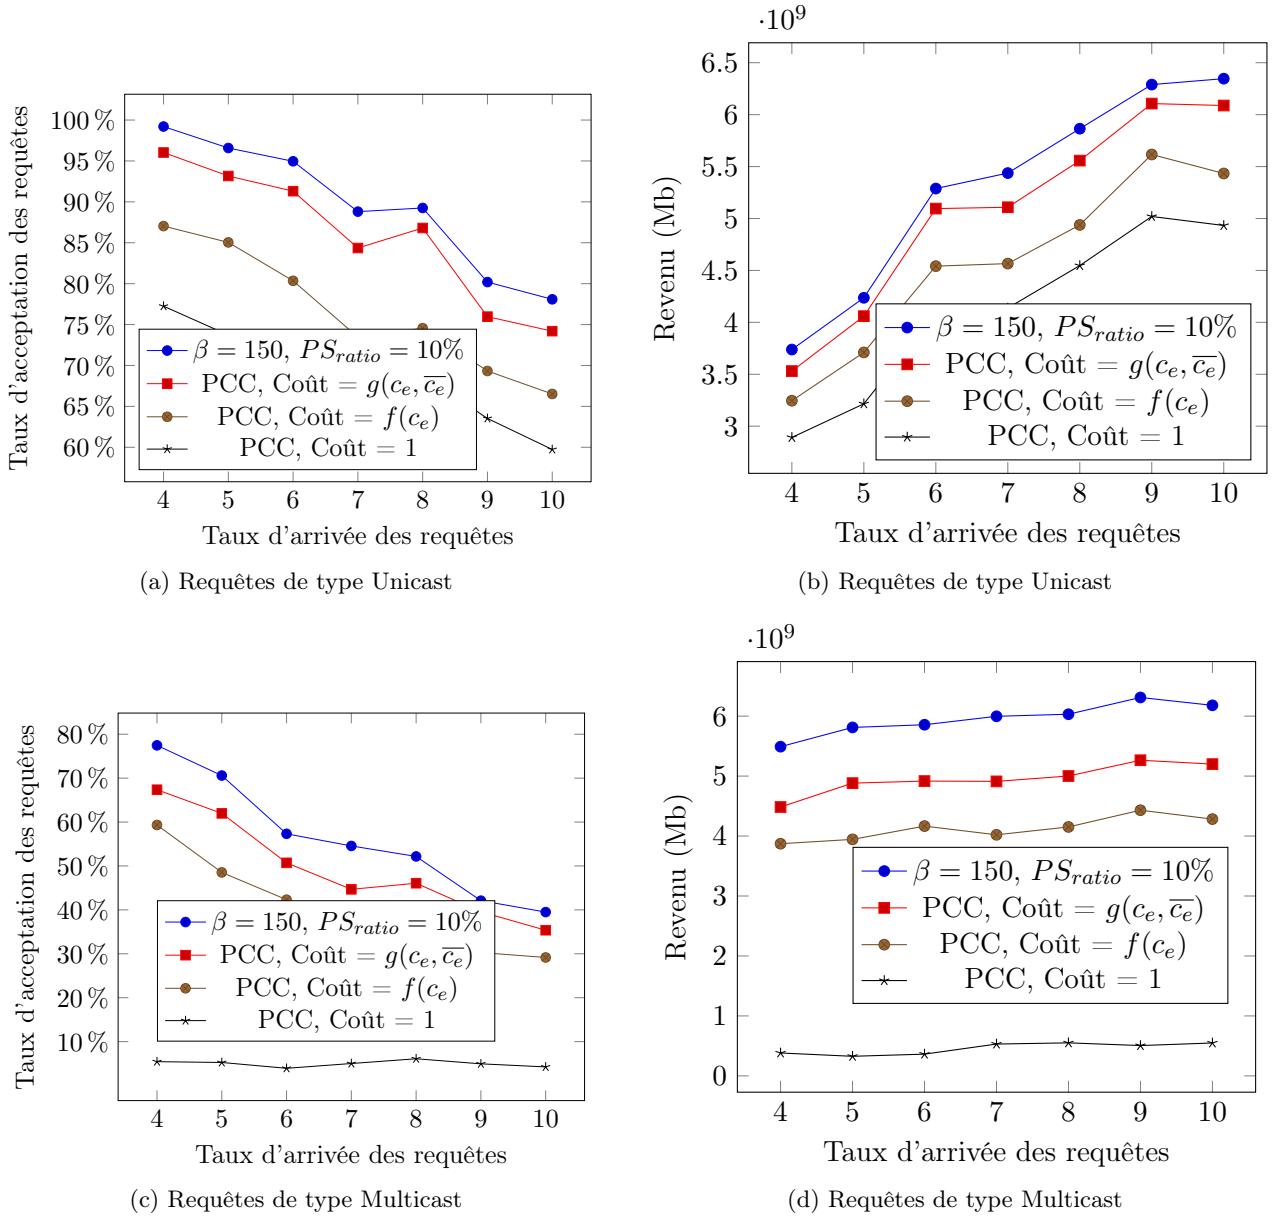 Taux d'acceptation des requêtes
100 %
95 %
90 %
85 %
80 %
75 %
70 %
65 %
60 %
β = 150, PS_ratio = 10%
PCC, Coût = g(c_e, \overline{c_e})
PCC, Coût = f(c_e)
PCC, Coût = 1
4 5 6 7 8 9 10
Taux d'arrivée des requêtes
(a) Requêtes de type Unicast
·10^9
Revenu (Mb)
6.5
6
5.5
5
4.5
4
3.5
3
β = 150, PS_ratio = 10%
PCC, Coût = g(c_e, \overline{c_e})
PCC, Coût = f(c_e)
PCC, Coût = 1
4 5 6 7 8 9 10
Taux d'arrivée des requêtes
(b) Requêtes de type Unicast
Taux d'acceptation des requêtes
80 %
70 %
60 %
50 %
40 %
30 %
20 %
10 %
β = 150, PS_ratio = 10%
PCC, Coût = g(c_e, \overline{c_e})
PCC, Coût = f(c_e)
PCC, Coût = 1
4 5 6 7 8 9 10
Taux d'arrivée des requêtes
(c) Requêtes de type Multicast
·10^9
Revenu (Mb)
6
5
4
3
2
1
0
β = 150, PS_ratio = 10%
PCC, Coût = g(c_e, \overline{c_e})
PCC, Coût = f(c_e)
PCC, Coût = 1
4 5 6 7 8 9 10
Taux d'arrivée des requêtes
(d) Requêtes de type Multicast